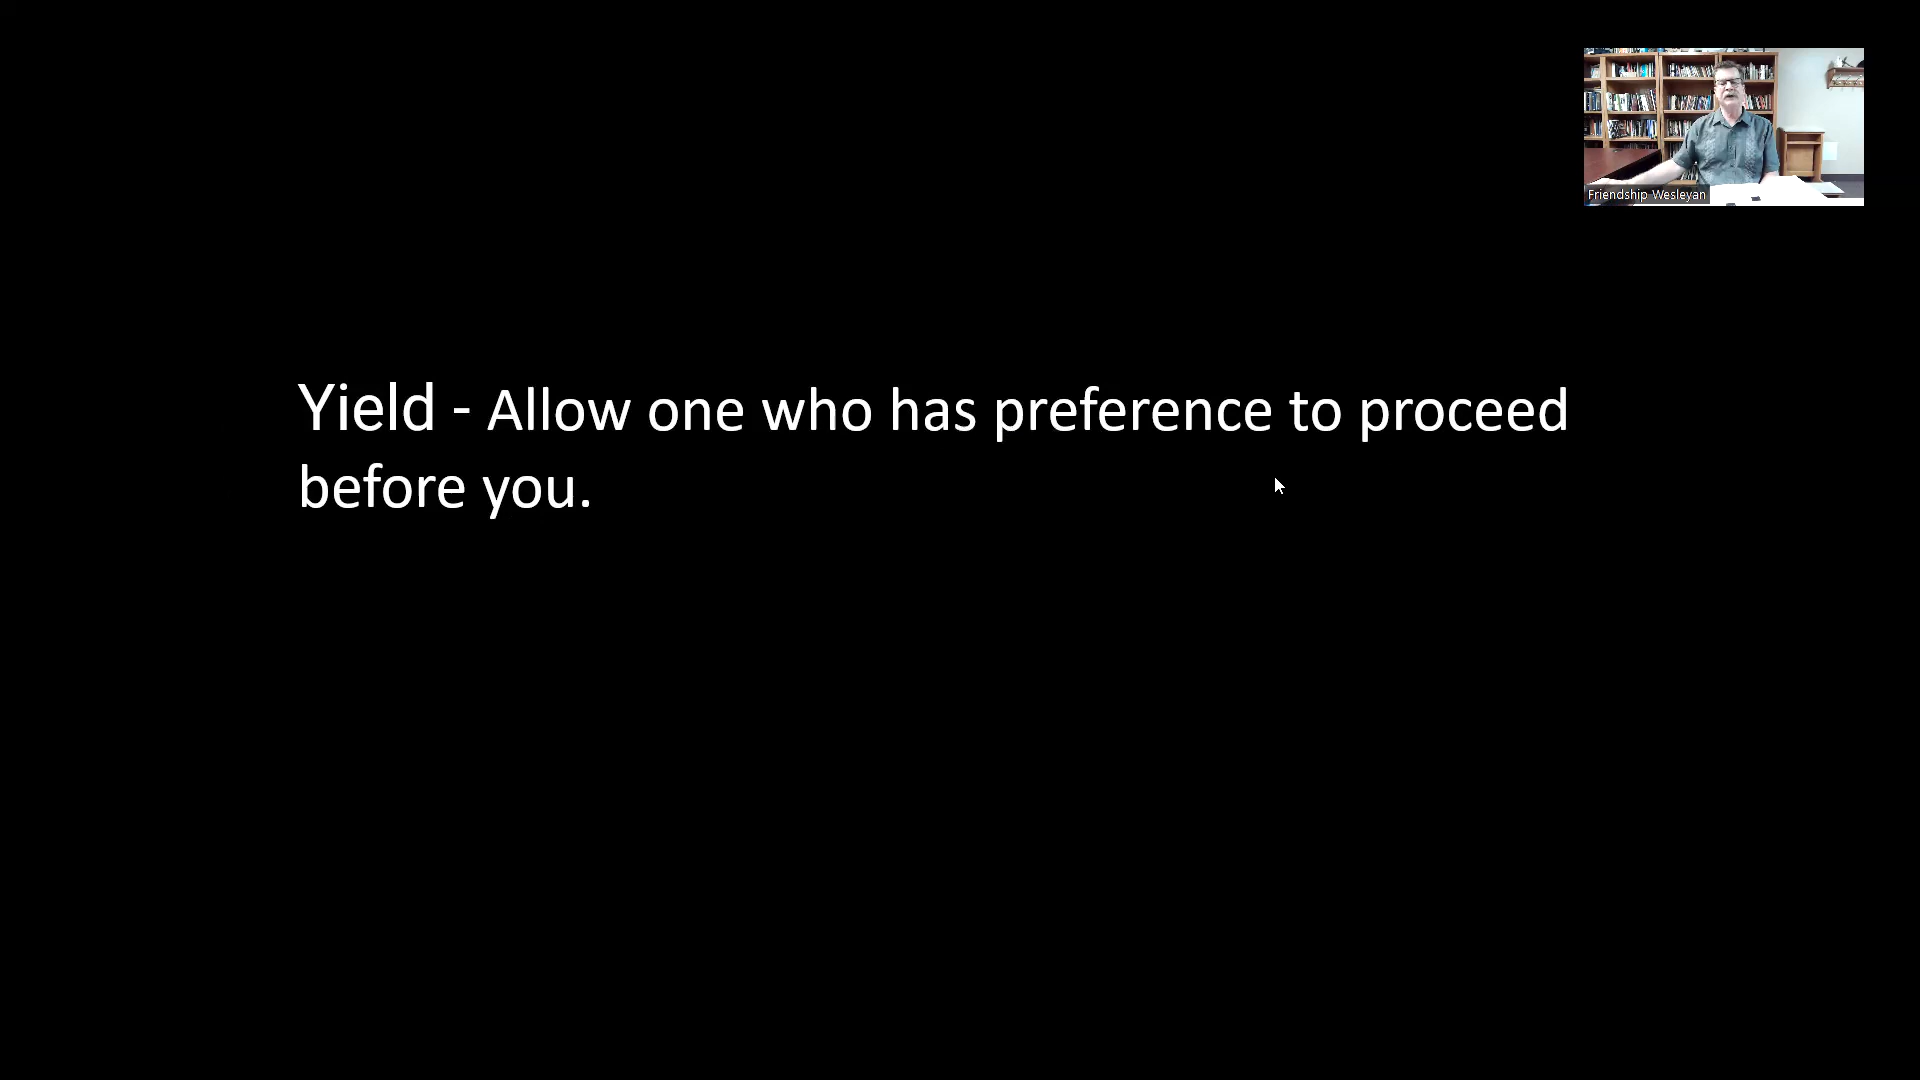 Friendship Wesleyan
Yield - Allow one who has preference to proceed
before you.